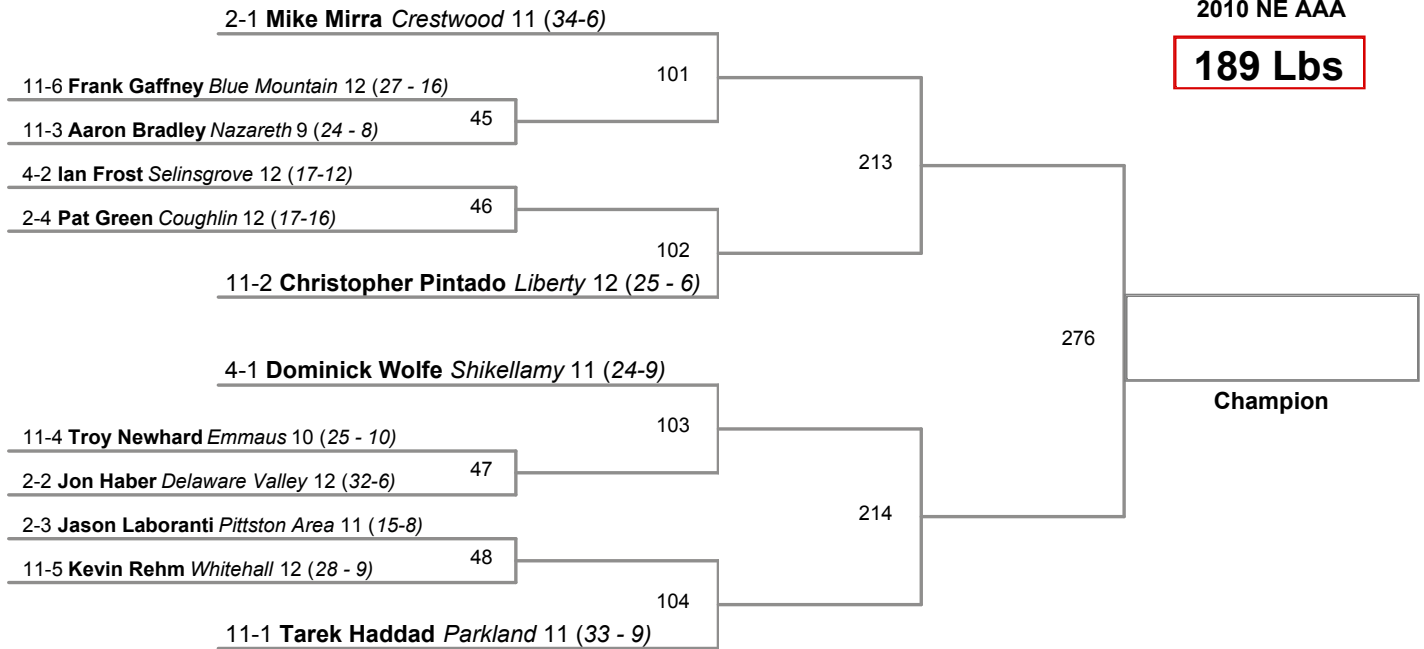 2010 NE AAA
189 Lbs
2-1 Mike Mirra Crestwood 11 (34-6)
101
11-6 Frank Gaffney Blue Mountain 12 (27 - 16)
45
11-3 Aaron Bradley Nazareth 9 (24 - 8)
213
4-2 Ian Frost Selinsgrove 12 (17-12)
46
2-4 Pat Green Coughlin 12 (17-16)
102
11-2 Christopher Pintado Liberty 12 (25 - 6)
276
Champion
4-1 Dominick Wolfe Shikellamy 11 (24-9)
103
11-4 Troy Newhard Emmaus 10 (25 - 10)
47
2-2 Jon Haber Delaware Valley 12 (32-6)
214
2-3 Jason Laboranti Pittston Area 11 (15-8)
48
11-5 Kevin Rehm Whitehall 12 (28 - 9)
104
11-1 Tarek Haddad Parkland 11 (33 - 9)